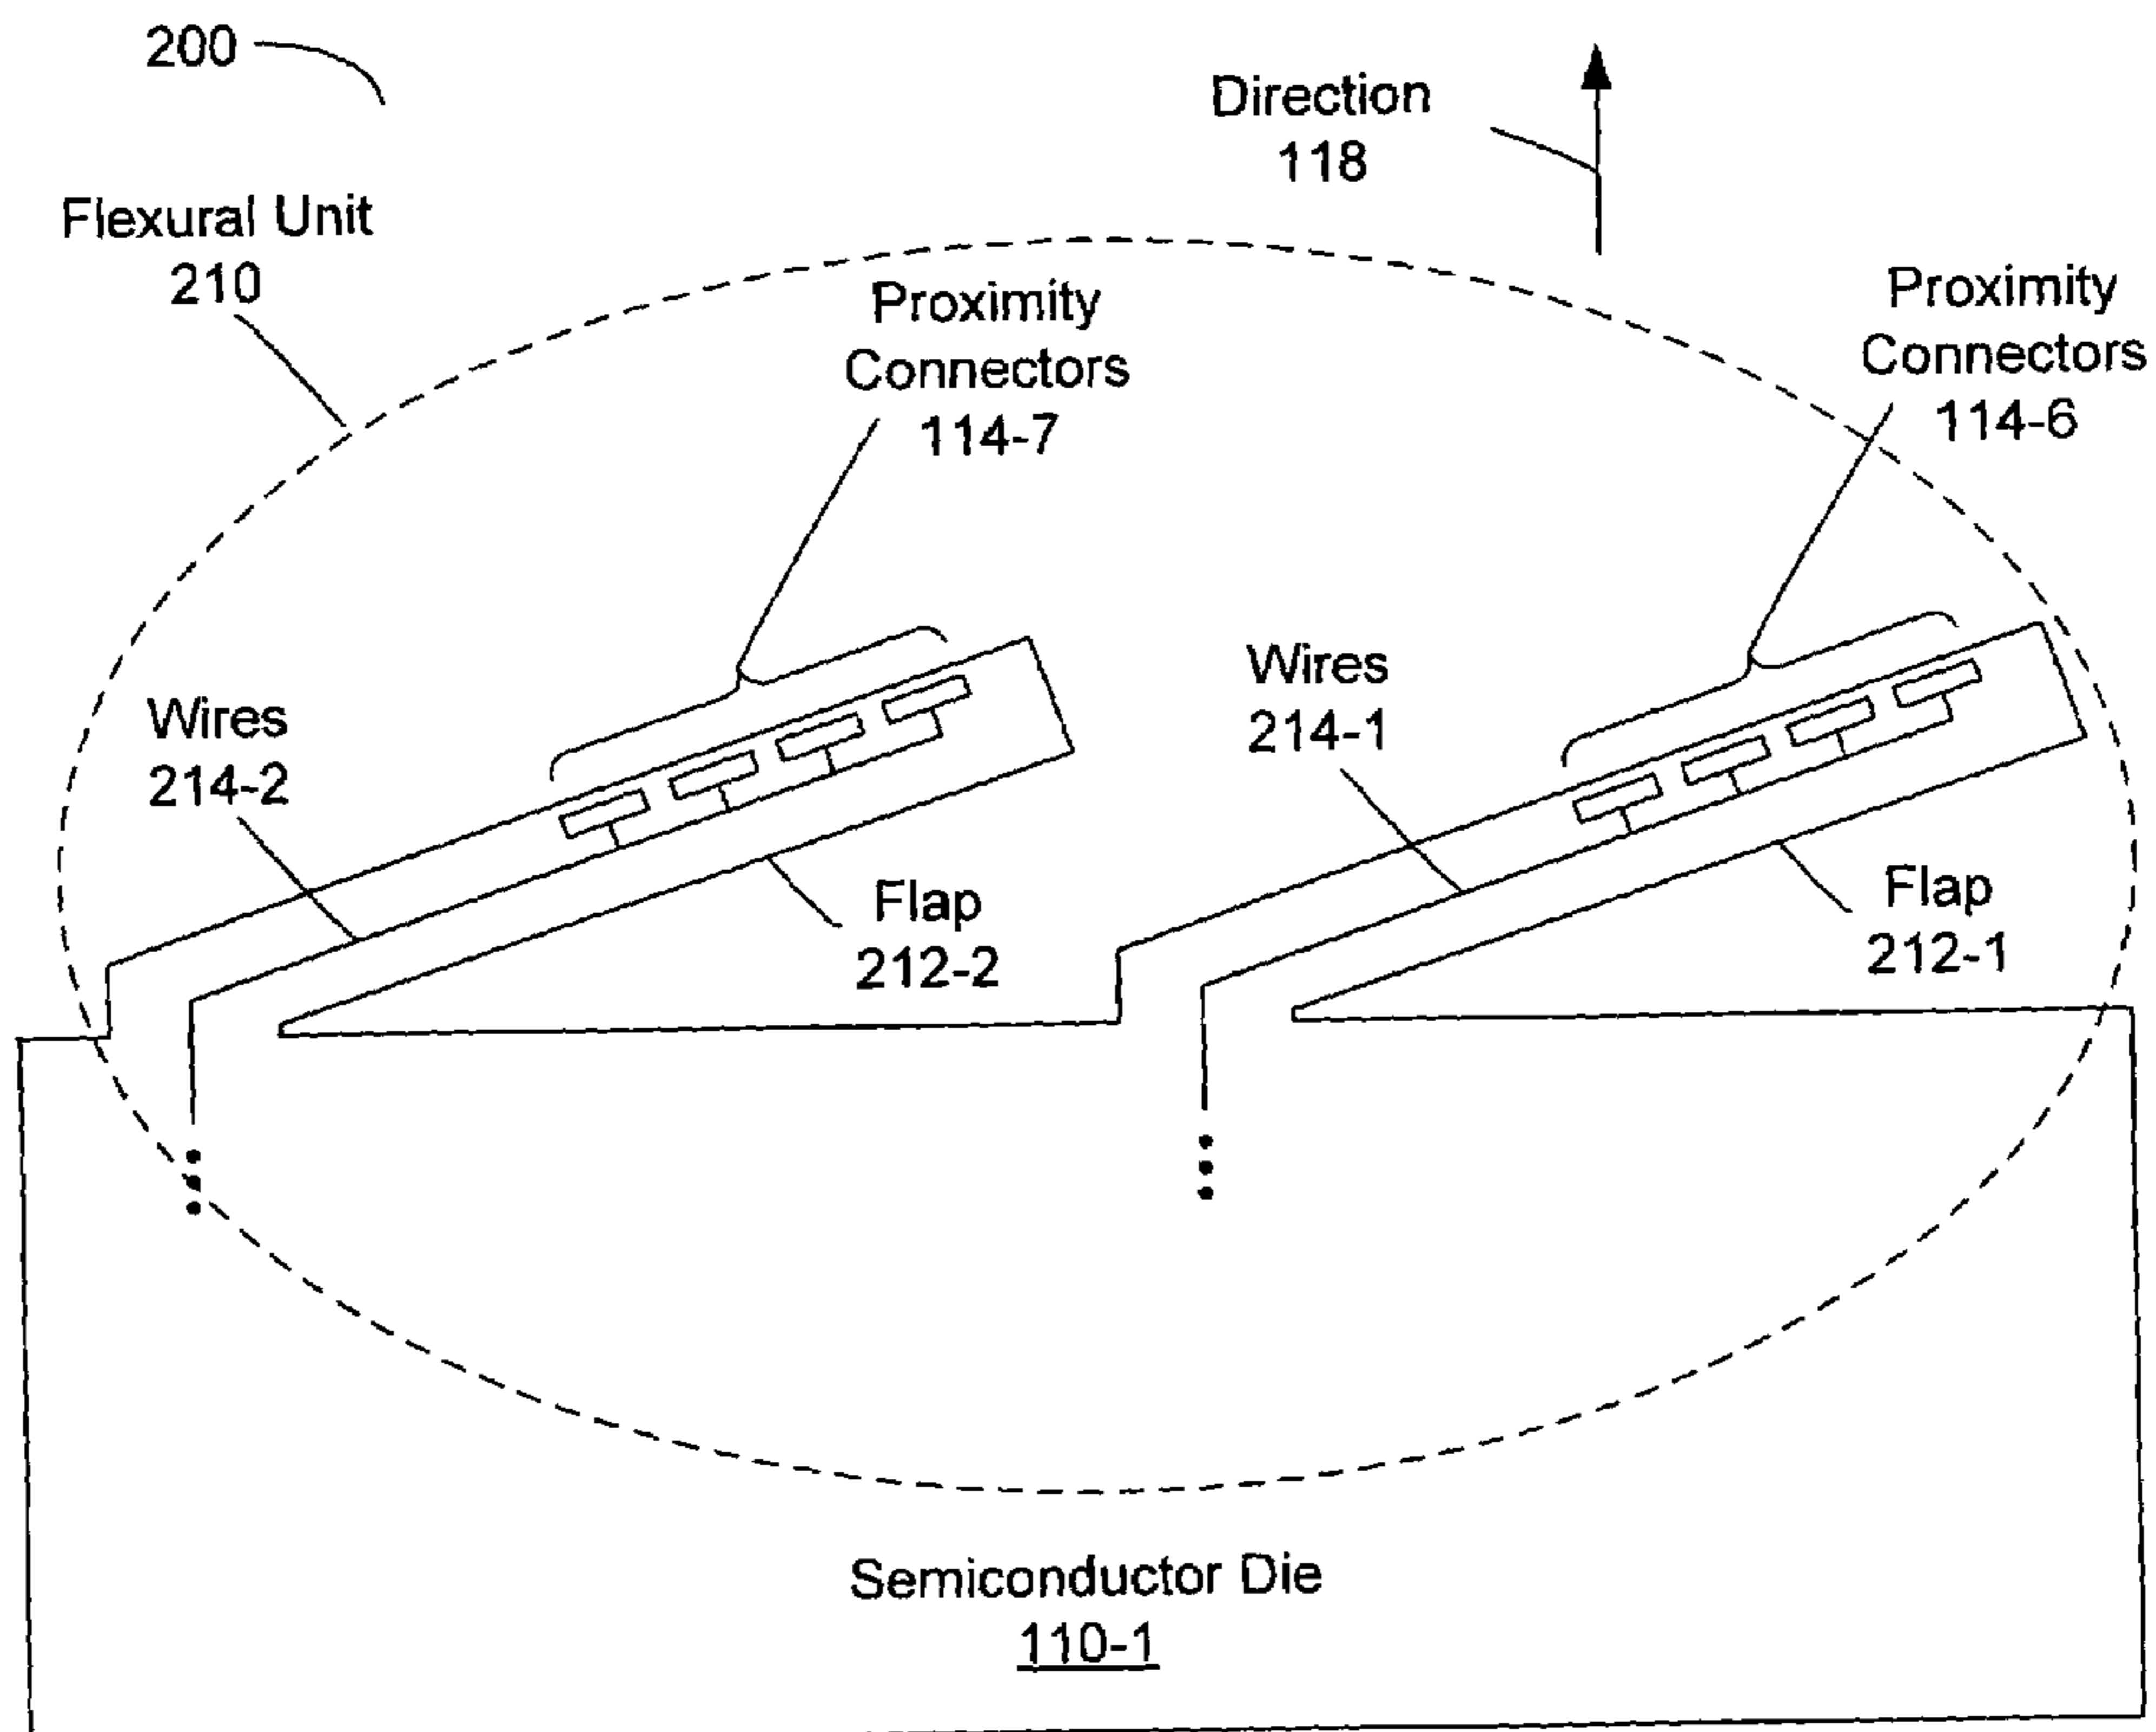 200
Direction
118
Flexural Unit
210
Proximity
Connectors
114-7
Proximity
Connectors
114-6
Wires
214-2
Wires
214-1
Flap
212-2
Flap
212-1
Semiconductor Die
110-1